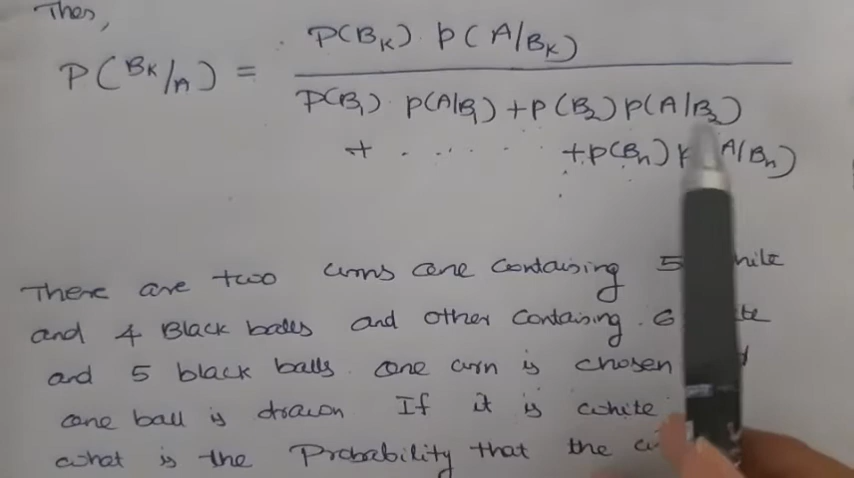 Then,
P(BK/A) = P(BK) · P(A/BK)
P(B1) · P(A/B1) + P(B2) P(A/B2)
+ ........ + P(Bn) P(A/Bn)
There are two urns one containing 5
and 4 Black balls and other containing 6
and 5 black balls. one urn is chosen
one ball is drawn If it is white
what is the Probability that the